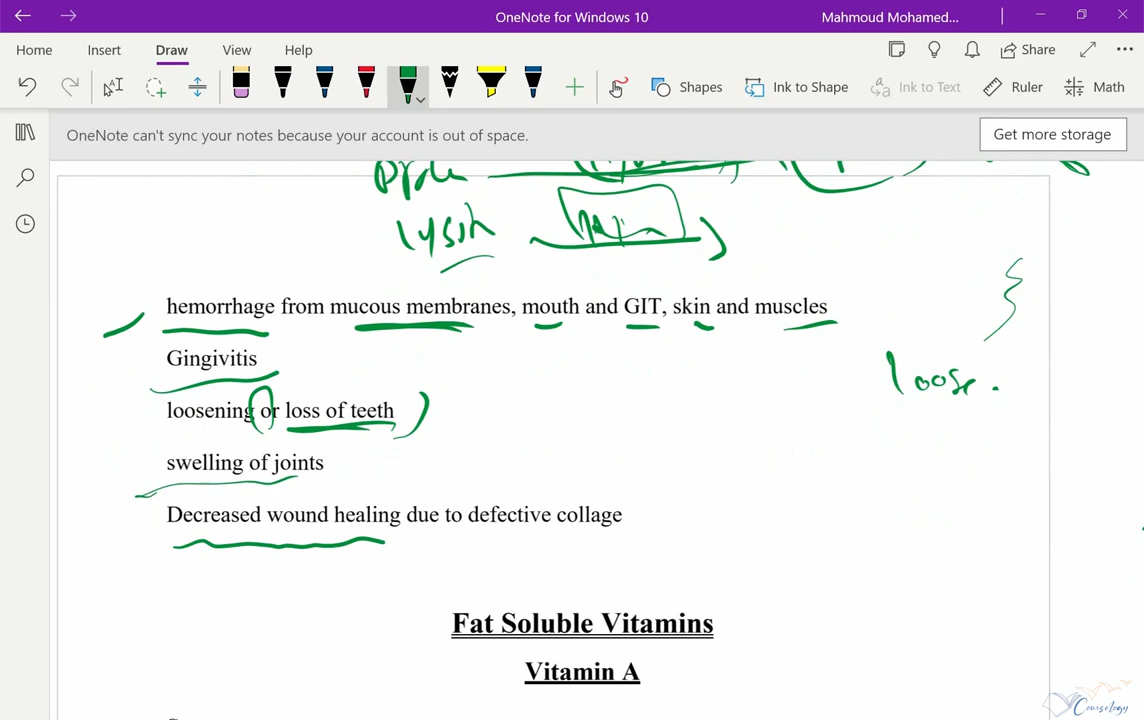 OneNote for Windows 10
Mahmoud Mohamed...
Home Insert Draw View Help Share
Shapes Ink to Shape Ink to Text Ruler Math
OneNote can't sync your notes because your account is out of space. Get more storage
lysin
hemorrhage from mucous membranes, mouth and GIT, skin and muscles
Gingivitis
loose.
loosening or loss of teeth
swelling of joints
Decreased wound healing due to defective collage
Fat Soluble Vitamins
Vitamin A
Courselogy